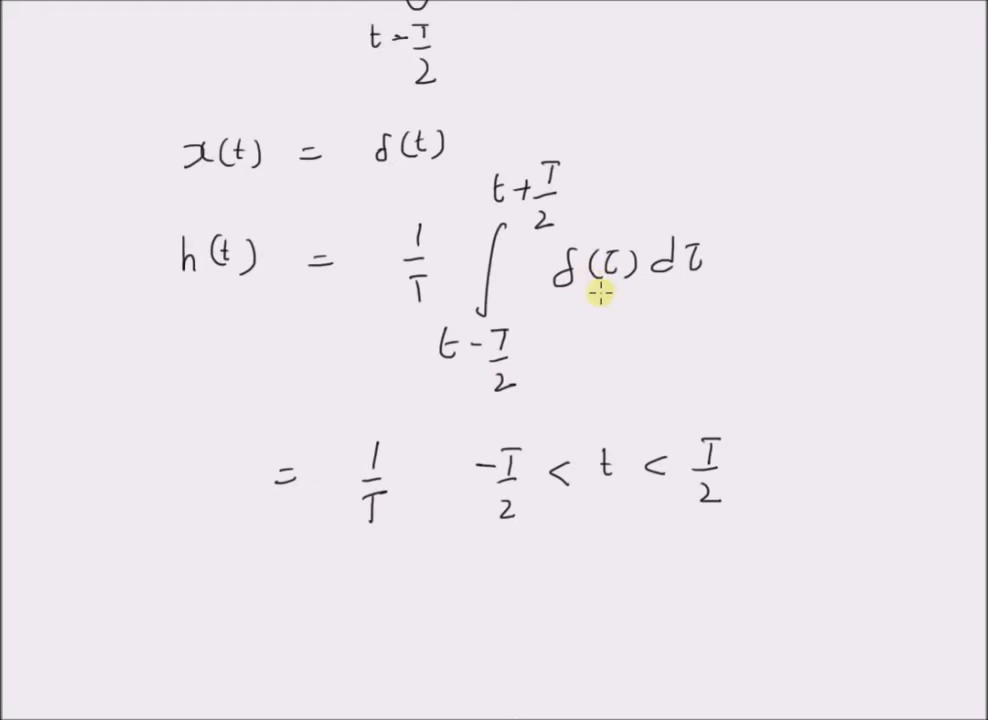 t - T/2
x(t) = δ(t)
h(t) = 1/T ∫_{t - T/2}^{t + T/2} δ(τ) dτ
= 1/T -T/2 < t < T/2